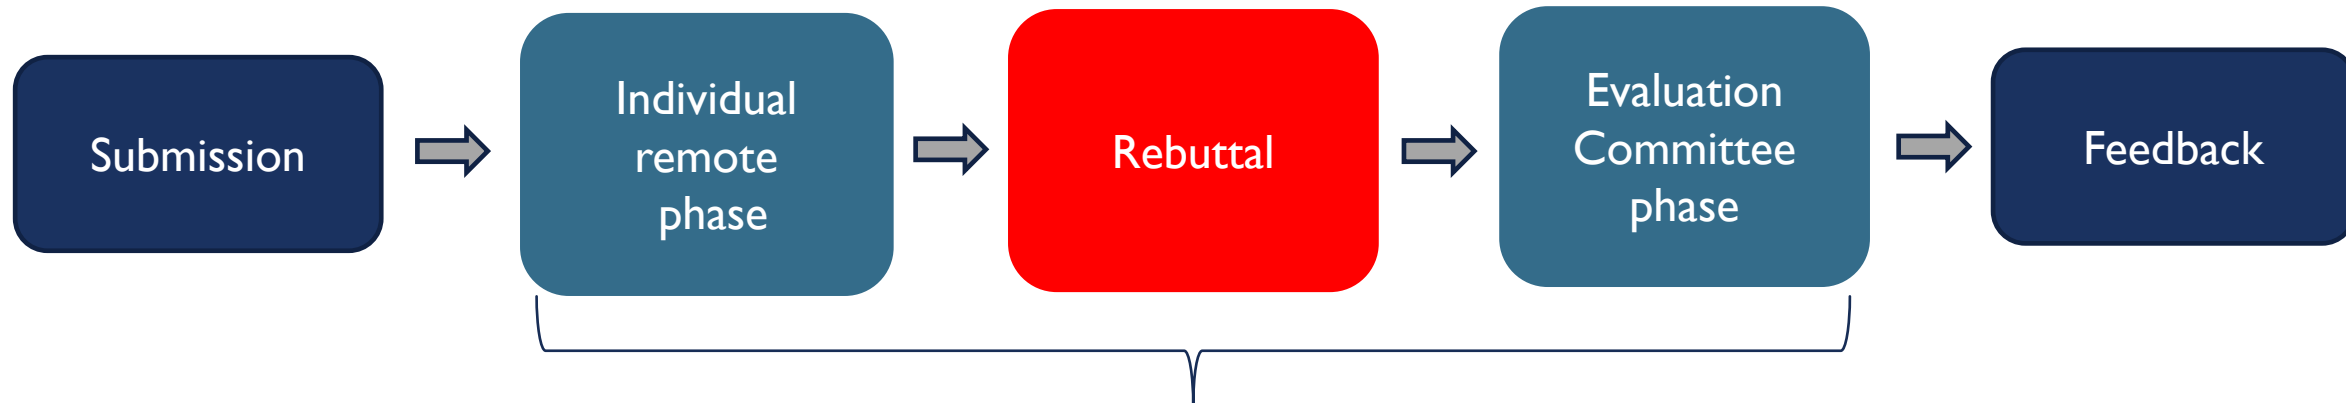 Submission
Individual
remote
phase
Rebuttal
Evaluation
Committee
phase
Feedback